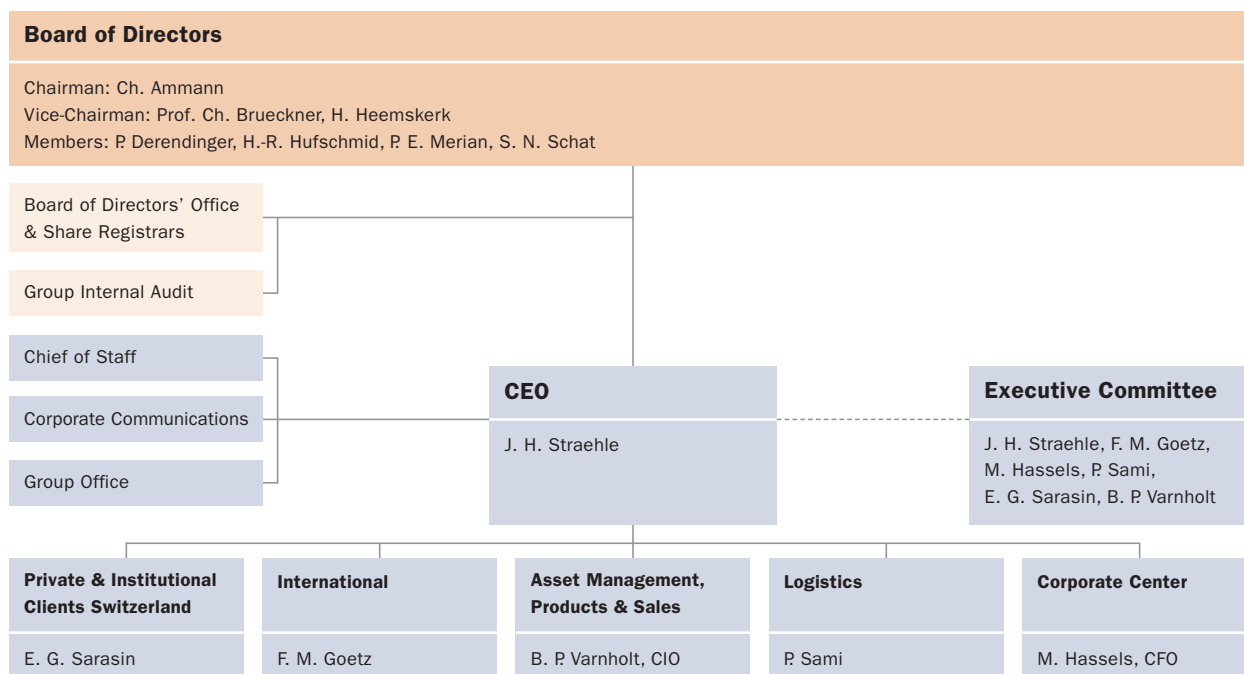 Board of Directors
Chairman: Ch. Ammann
Vice-Chairman: Prof. Ch. Brueckner, H. Heemskerk
Members: P. Derendinger, H.-R. Hufschmid, P. E. Merian, S. N. Schat
Board of Directors’ Office
& Share Registrars
Group Internal Audit
Chief of Staff
Corporate Communications
Group Office
CEO
J. H. Straehle
Executive Committee
J. H. Straehle, F. M. Goetz,
M. Hassels, P. Sami,
E. G. Sarasin, B. P. Varnholt
Private & Institutional
Clients Switzerland
E. G. Sarasin
International
F. M. Goetz
Asset Management,
Products & Sales
B. P. Varnholt, CIO
Logistics
P. Sami
Corporate Center
M. Hassels, CFO